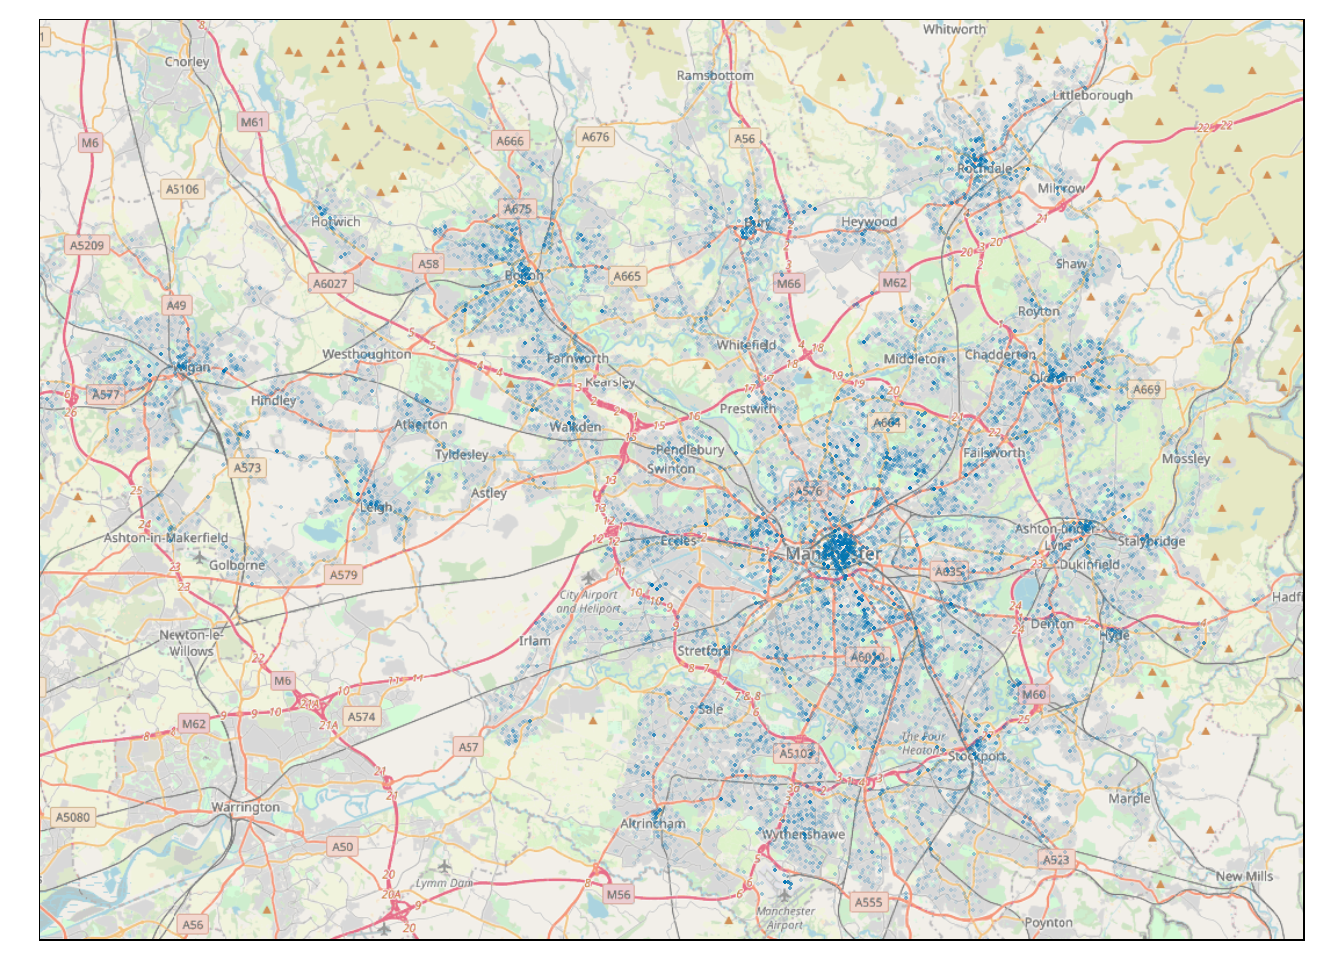 Whitworth
Chorley
Ramsbottom
Littleborough
M61
M6
A666
A676
A56
22 22
A5106
Rochdale
Milnrow
Horwich
A675
Bury
Heywood
21
A5209
20
A58
Bolton
A665
Shaw
A6027
M66
M62
A49
Royton
Westhoughton
Farnworth
Whitefield
Middleton
Chadderton
Wigan
Kearsley
Oldham
A577
Hindley
Prestwich
A669
Atherton
Walkden
A664
Tyldesley
Pendlebury
Failsworth
Mossley
A573
Swinton
Astley
A576
Leigh
Ashton-in-Makerfield
Eccles
Ashton-under-
Lyne
Stalybridge
Manchester
Golborne
A579
A635
Dukinfield
City Airport
and Heliport
Newton-le-
Willows
Irlam
Denton
Hyde
Stretford
A6010
M6
M60
M62
A574
Sale
A57
A5103
The Four
Heatons
Stockport
Warrington
A5080
Altrincham
Wythenshawe
Marple
A50
A523
New Mills
Lymm Dam
M56
A555
Manchester
Airport
A56
Poynton